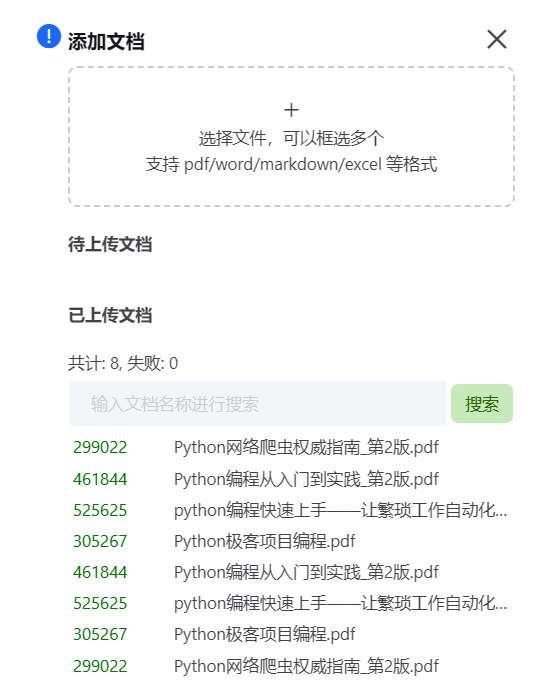 ! 添加文档
+
选择文件，可以框选多个
支持 pdf/word/markdown/excel 等格式
待上传文档
已上传文档
共计: 8, 失败: 0
输入文档名称进行搜索 搜索
299022 Python网络爬虫权威指南_第2版.pdf
461844 Python编程从入门到实践_第2版.pdf
525625 python编程快速上手——让繁琐工作自动化...
305267 Python极客项目编程.pdf
461844 Python编程从入门到实践_第2版.pdf
525625 python编程快速上手——让繁琐工作自动化...
305267 Python极客项目编程.pdf
299022 Python网络爬虫权威指南_第2版.pdf